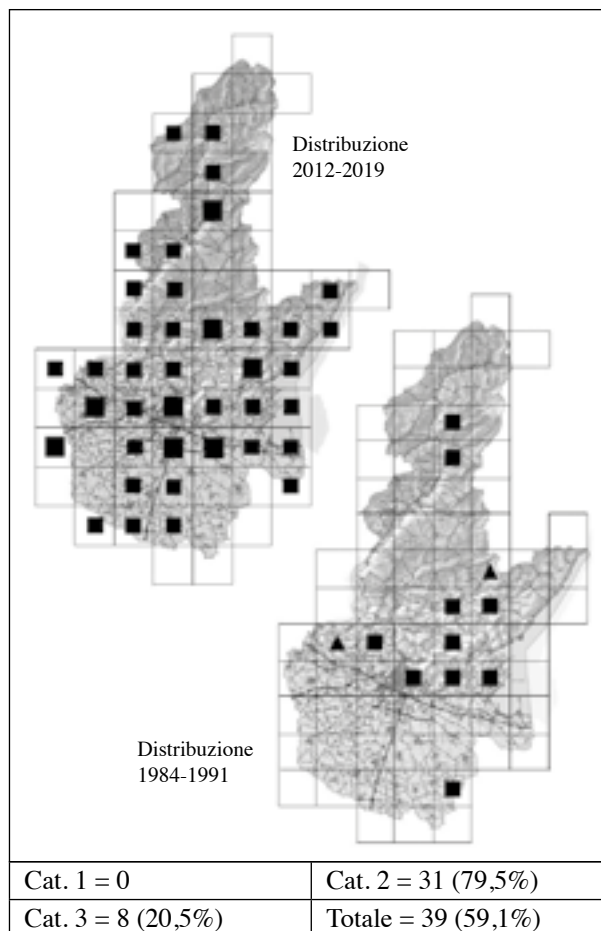 Distribuzione
2012-2019
Distribuzione
1984-1991
Cat. 1 = 0
Cat. 2 = 31 (79,5%)
Cat. 3 = 8 (20,5%)
Totale = 39 (59,1%)